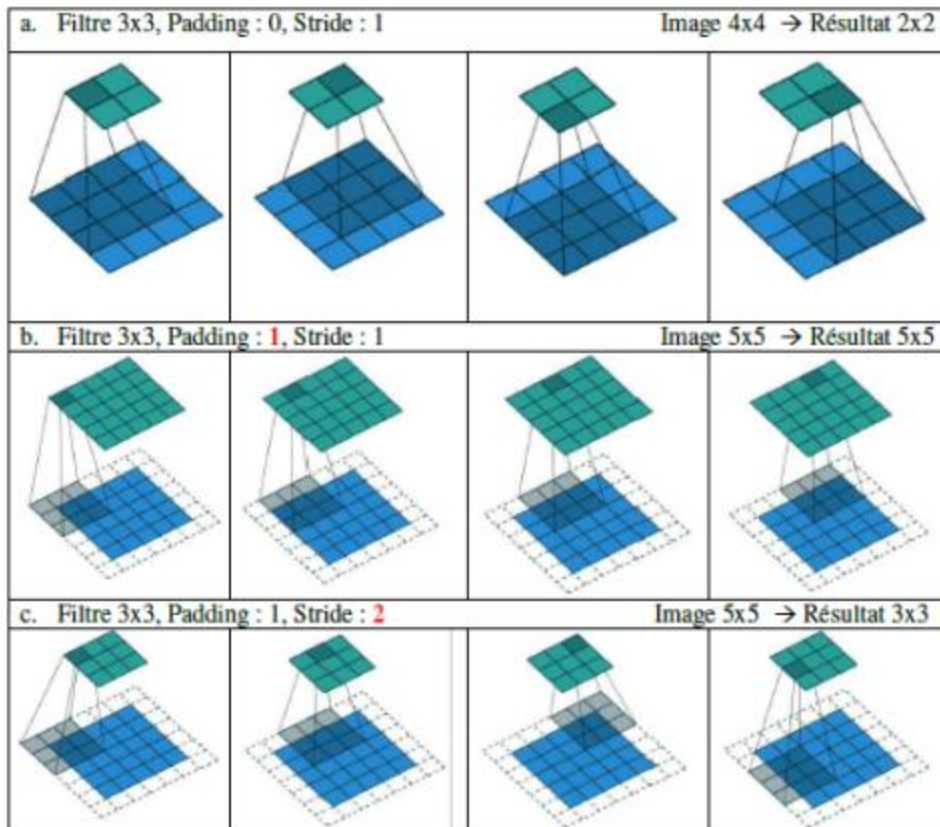 a. Filtre 3x3, Padding : 0, Stride : 1 Image 4x4 → Résultat 2x2
b. Filtre 3x3, Padding : 1, Stride : 1 Image 5x5 → Résultat 5x5
c. Filtre 3x3, Padding : 1, Stride : 2 Image 5x5 → Résultat 3x3